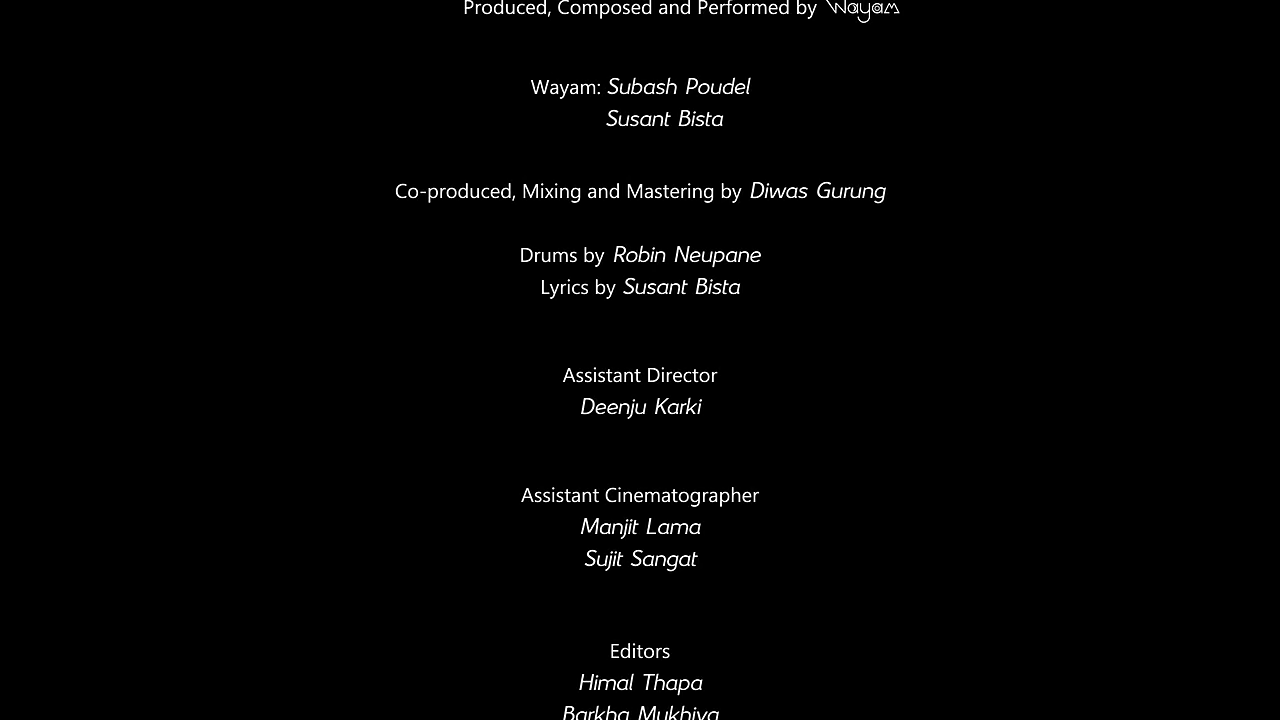 Produced, Composed and Performed by Wayam
Wayam: Subash Poudel
Susant Bista
Co-produced, Mixing and Mastering by Diwas Gurung
Drums by Robin Neupane
Lyrics by Susant Bista
Assistant Director
Deenju Karki
Assistant Cinematographer
Manjit Lama
Sujit Sangat
Editors
Himal Thapa
Barkha Mukhiya